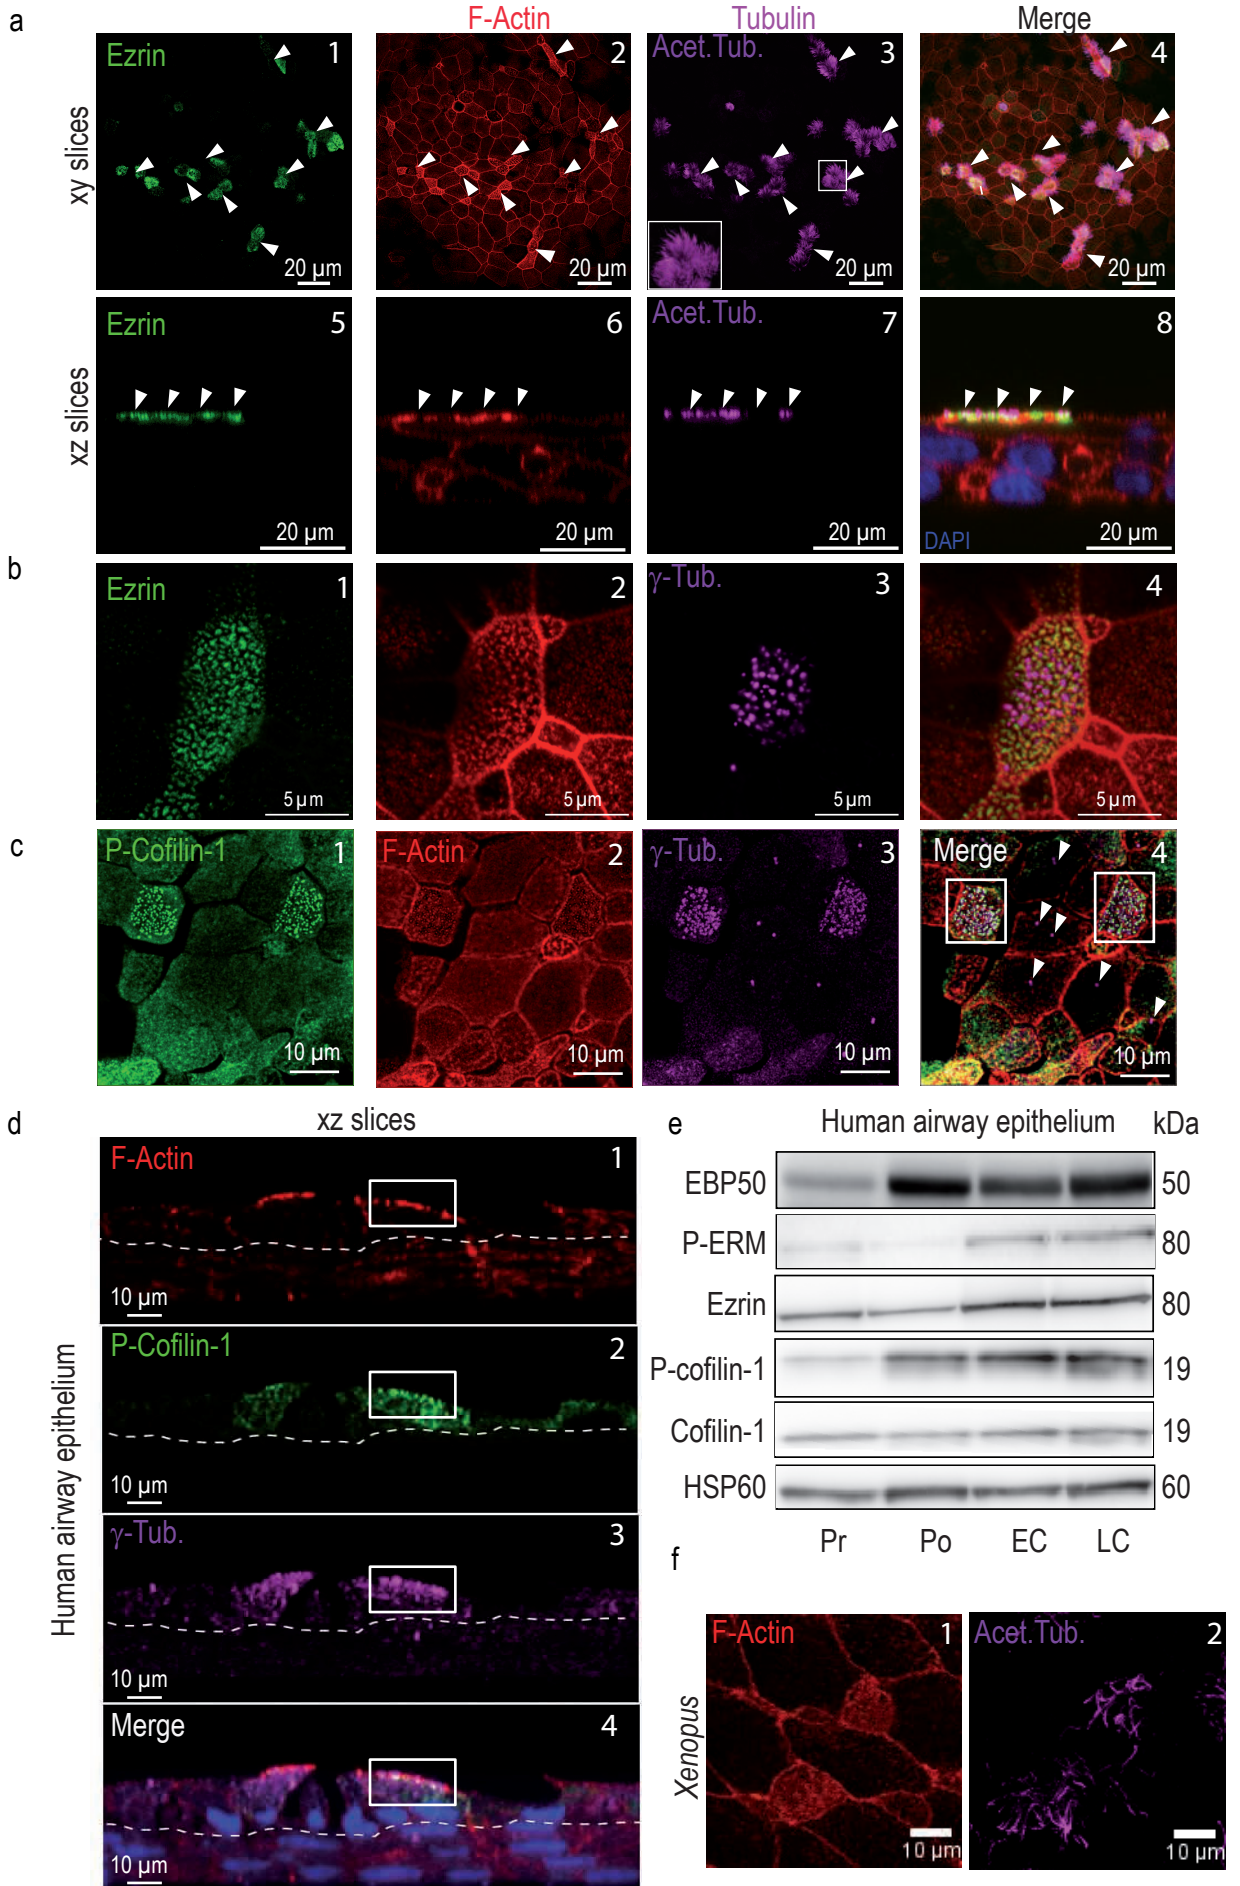 a
F-Actin
Tubulin
Merge
xy slices
Ezrin 1
2
Acet.Tub. 3
4
20 µm
20 µm
20 µm
20 µm
xz slices
Ezrin 5
6
Acet.Tub. 7
8
DAPI
20 µm
20 µm
20 µm
20 µm
b
Ezrin 1
2
γ-Tub. 3
4
5 µm
5 µm
5 µm
5 µm
c
P-Cofilin-1 1
F-Actin 2
γ-Tub. 3
Merge 4
10 µm
10 µm
10 µm
10 µm
d
xz slices
Human airway epithelium
F-Actin 1
10 µm
P-Cofilin-1 2
10 µm
γ-Tub. 3
10 µm
Merge 4
10 µm
e
Human airway epithelium kDa
EBP50 50
P-ERM 80
Ezrin 80
P-cofilin-1 19
Cofilin-1 19
HSP60 60
Pr Po EC LC
f
Xenopus
F-Actin 1
10 µm
Acet.Tub. 2
10 µm